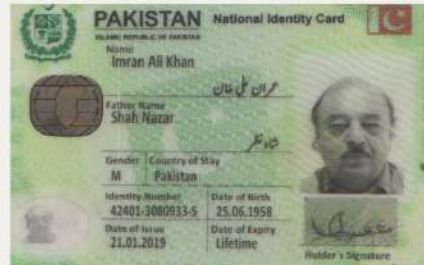 PAKISTAN National Identity Card
ISLAMIC REPUBLIC OF PAKISTAN
Name
Imran Ali Khan
عمران علی خان
Father Name
Shah Nazar
شاہ نظر
Gender Country of Stay
M Pakistan
Identity Number Date of Birth
42401-3080933-5 25.06.1958
Date of Issue Date of Expiry
21.01.2019 Lifetime
Holder's Signature